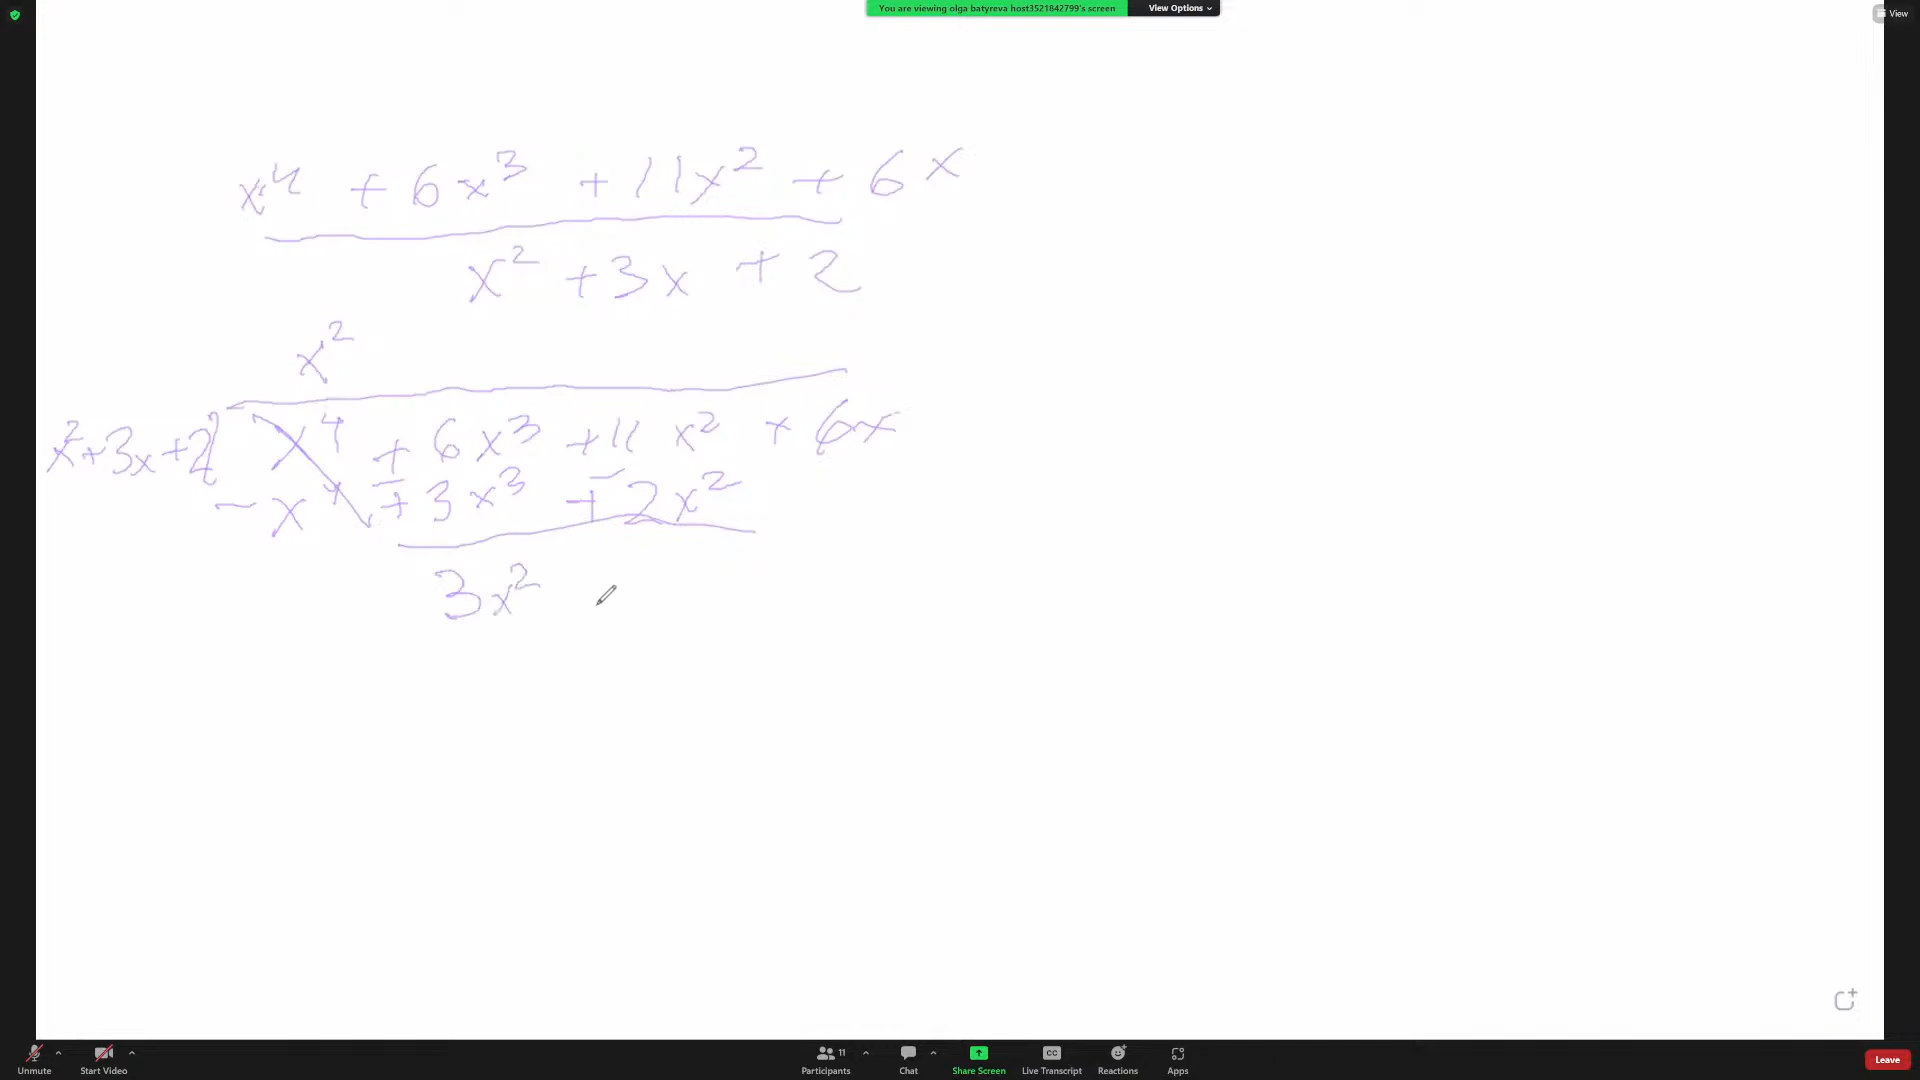 You are viewing olga batyreva host3521842799's screen
View Options
View
x⁴ + 6x³ + 11x² + 6x
x² + 3x + 2
x²
x²+3x+2 x⁴ + 6x³ + 11x² + 6x
- x⁴ + 3x³ + 2x²
3x²
Unmute
Start Video
Participants
11
Chat
Share Screen
CC
Live Transcript
Reactions
Apps
Leave